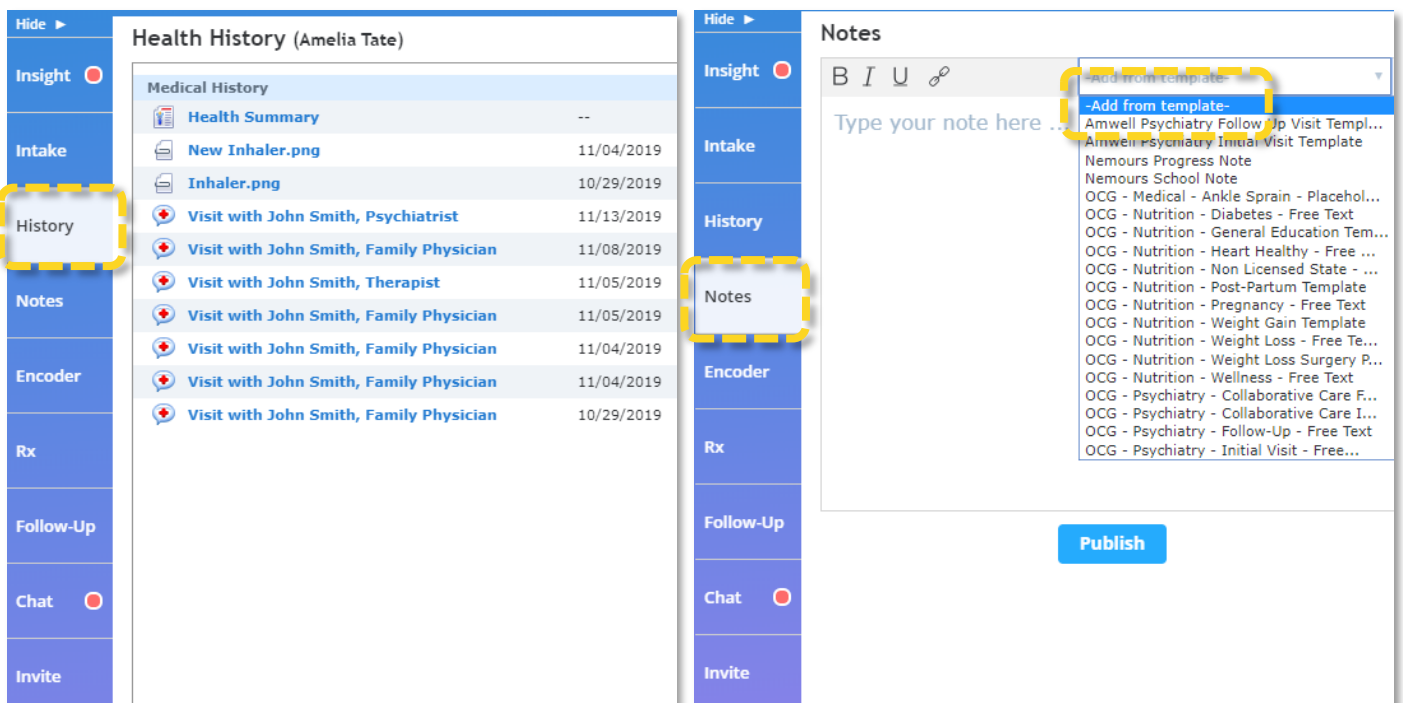 Hide ►
Insight
Intake
History
Notes
Encoder
Rx
Follow-Up
Chat
Invite
Health History (Amelia Tate)
Medical History
Health Summary --
New Inhaler.png 11/04/2019
Inhaler.png 10/29/2019
Visit with John Smith, Psychiatrist 11/13/2019
Visit with John Smith, Family Physician 11/08/2019
Visit with John Smith, Therapist 11/05/2019
Visit with John Smith, Family Physician 11/05/2019
Visit with John Smith, Family Physician 11/04/2019
Visit with John Smith, Family Physician 11/04/2019
Visit with John Smith, Family Physician 10/29/2019
Hide ►
Insight
Intake
History
Notes
Encoder
Rx
Follow-Up
Chat
Invite
Notes
B I U
-Add from template-
Type your note here ...
-Add from template-
Amwell Psychiatry Follow Up Visit Templ...
Amwell Psychiatry Initial Visit Template
Nemours Progress Note
Nemours School Note
OCG - Medical - Ankle Sprain - Placehol...
OCG - Nutrition - Diabetes - Free Text
OCG - Nutrition - General Education Tem...
OCG - Nutrition - Heart Healthy - Free ...
OCG - Nutrition - Non Licensed State - ...
OCG - Nutrition - Post-Partum Template
OCG - Nutrition - Pregnancy - Free Text
OCG - Nutrition - Weight Gain Template
OCG - Nutrition - Weight Loss - Free Te...
OCG - Nutrition - Weight Loss Surgery P...
OCG - Nutrition - Wellness - Free Text
OCG - Psychiatry - Collaborative Care F...
OCG - Psychiatry - Collaborative Care I...
OCG - Psychiatry - Follow-Up - Free Text
OCG - Psychiatry - Initial Visit - Free...
Publish